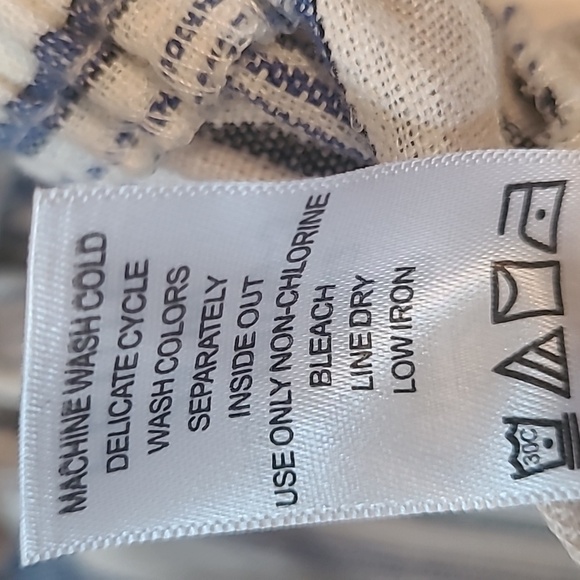 MACHINE WASH COLD
DELICATE CYCLE
WASH COLORS
SEPARATELY
INSIDE OUT
USE ONLY NON-CHLORINE
BLEACH
LINE DRY
LOW IRON
30C